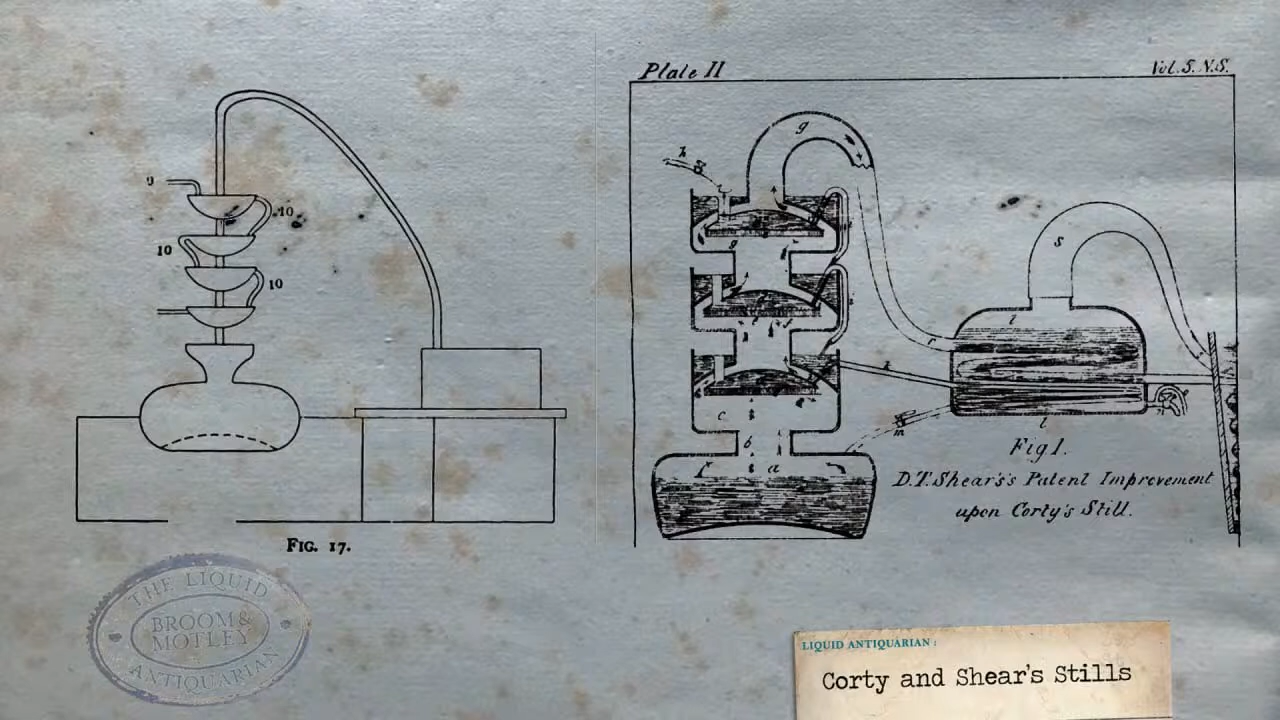 Plate II
Vol. 5. N.S.
9
10
10
10
FIG. 17.
g
h
g
s
i
r
c
b
a
m
l
Fig 1.
D.T. Shears's Patent Improvement
upon Corty's Still.
THE LIQUID
BROOM&
MOTLEY
ANTIQUARIAN
LIQUID ANTIQUARIAN :
Corty and Shear's Stills